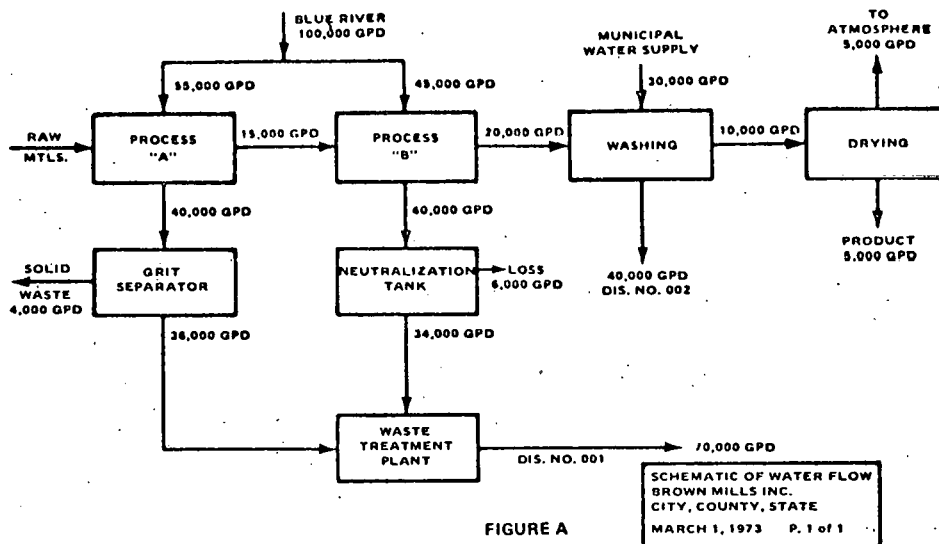 BLUE RIVER
100,000 GPD
TO
ATMOSPHERE
5,000 GPD
MUNICIPAL
WATER SUPPLY
55,000 GPD
45,000 GPD
30,000 GPD
RAW
MTLS.
PROCESS
"A"
15,000 GPD
PROCESS
"B"
20,000 GPD
WASHING
10,000 GPD
DRYING
40,000 GPD
40,000 GPD
SOLID
WASTE
4,000 GPD
GRIT
SEPARATOR
NEUTRALIZATION
TANK
LOSS
6,000 GPD
40,000 GPD
DIS. NO. 002
PRODUCT
5,000 GPD
36,000 GPD
34,000 GPD
WASTE
TREATMENT
PLANT
DIS. NO. 001
70,000 GPD
SCHEMATIC OF WATER FLOW
BROWN MILLS INC.
CITY, COUNTY, STATE
MARCH 1, 1973 P. 1 of 1
FIGURE A